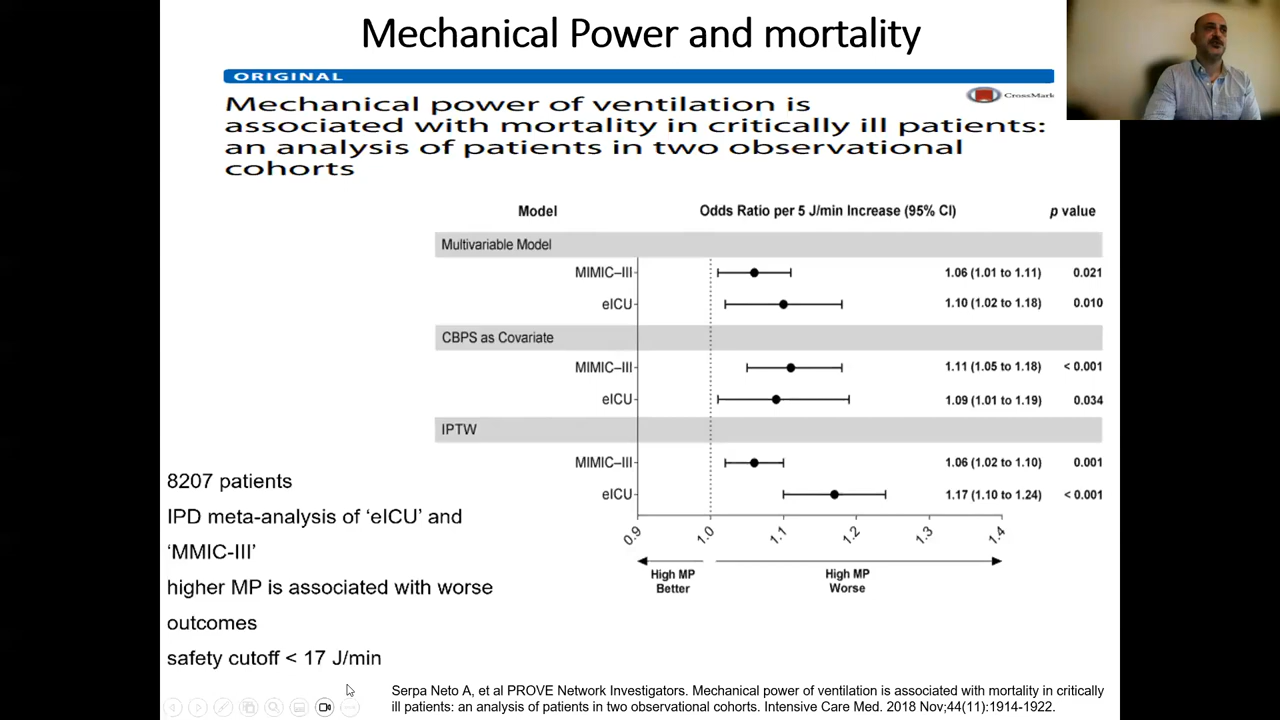 Mechanical Power and mortality
ORIGINAL
CrossMark
Mechanical power of ventilation is
associated with mortality in critically ill patients:
an analysis of patients in two observational
cohorts
Model Odds Ratio per 5 J/min Increase (95% CI) p value
Multivariable Model
MIMIC–III 1.06 (1.01 to 1.11) 0.021
eICU 1.10 (1.02 to 1.18) 0.010
CBPS as Covariate
MIMIC–III 1.11 (1.05 to 1.18) < 0.001
eICU 1.09 (1.01 to 1.19) 0.034
IPTW
MIMIC–III 1.06 (1.02 to 1.10) 0.001
eICU 1.17 (1.10 to 1.24) < 0.001
0.9 1.0 1.1 1.2 1.3 1.4
High MP High MP
Better Worse
8207 patients
IPD meta-analysis of ‘eICU’ and
‘MMIC-III’
higher MP is associated with worse
outcomes
safety cutoff < 17 J/min
Serpa Neto A, et al PROVE Network Investigators. Mechanical power of ventilation is associated with mortality in critically
ill patients: an analysis of patients in two observational cohorts. Intensive Care Med. 2018 Nov;44(11):1914-1922.